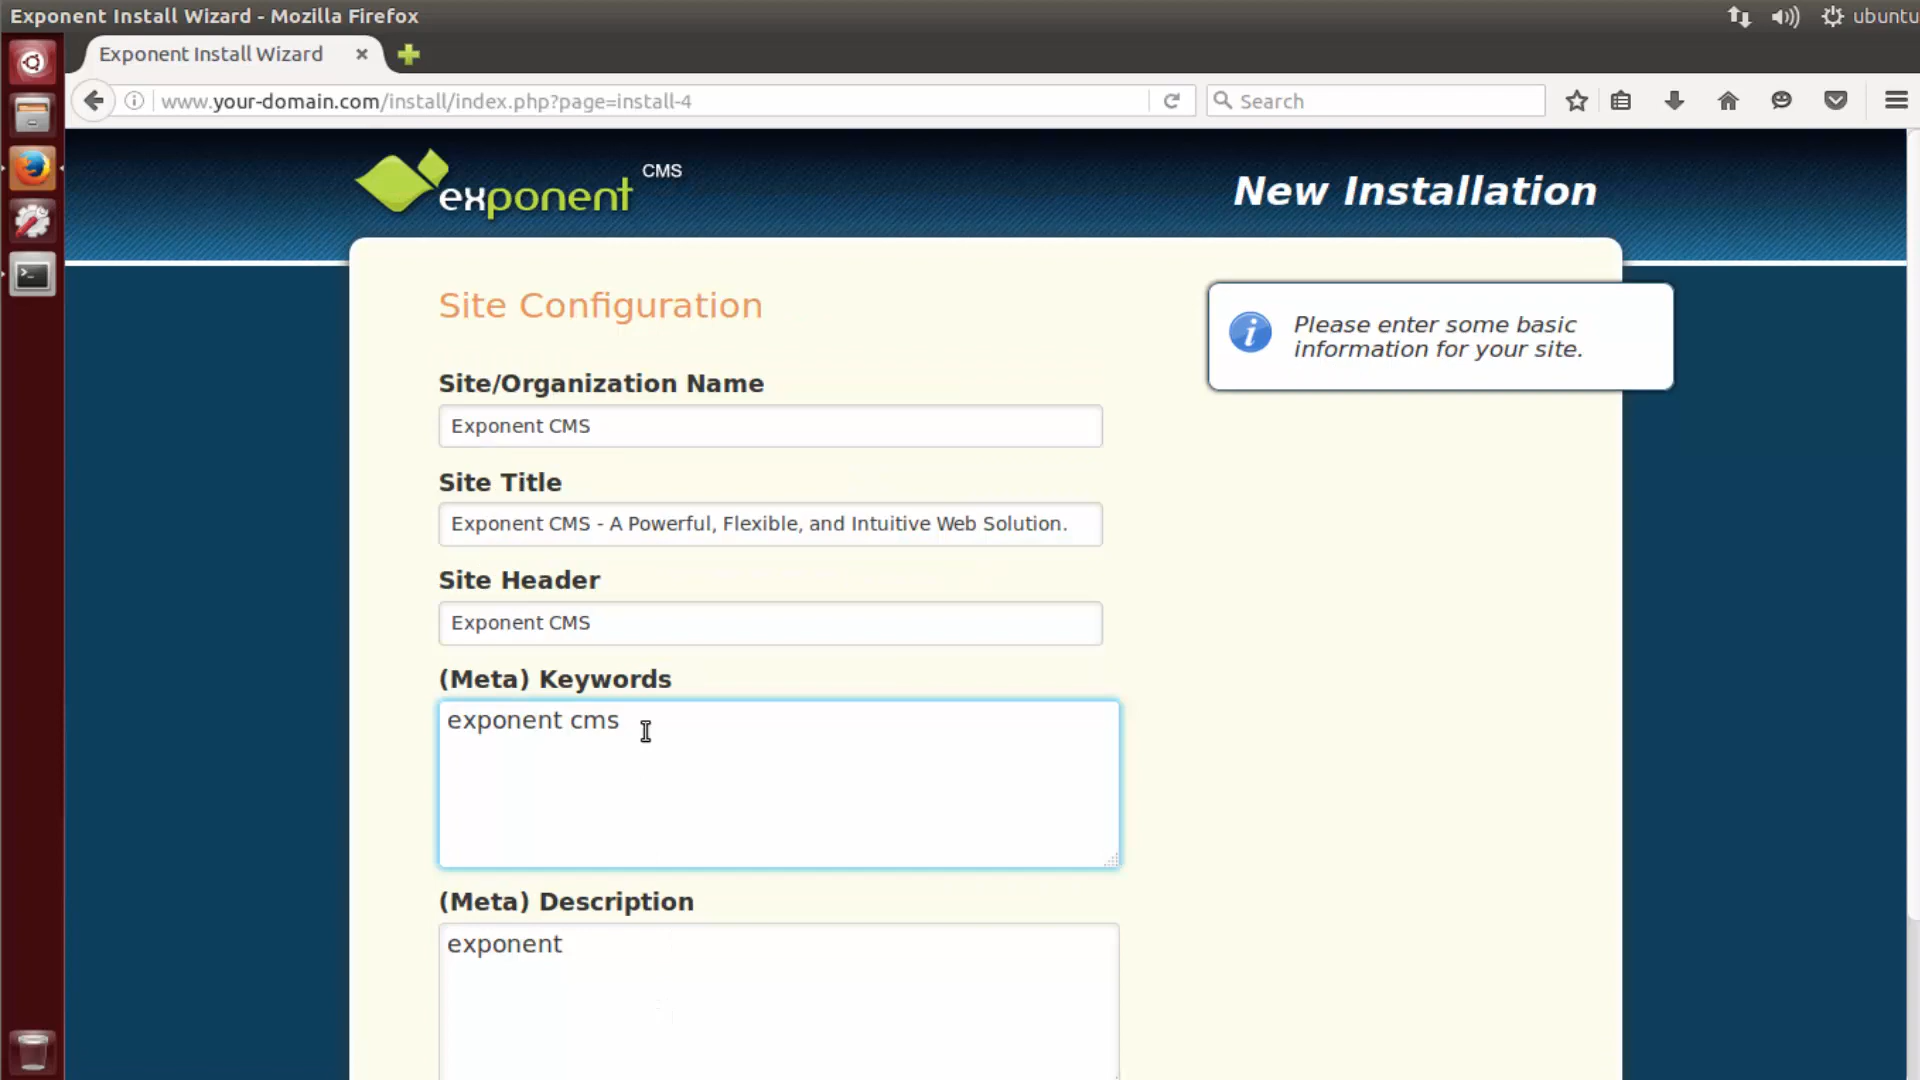 Exponent Install Wizard - Mozilla Firefox
ubuntu
Exponent Install Wizard
www.your-domain.com/install/index.php?page=install-4
Search
exponent CMS
New Installation
Site Configuration
Please enter some basic
information for your site.
Site/Organization Name
Exponent CMS
Site Title
Exponent CMS - A Powerful, Flexible, and Intuitive Web Solution.
Site Header
Exponent CMS
(Meta) Keywords
exponent cms
(Meta) Description
exponent